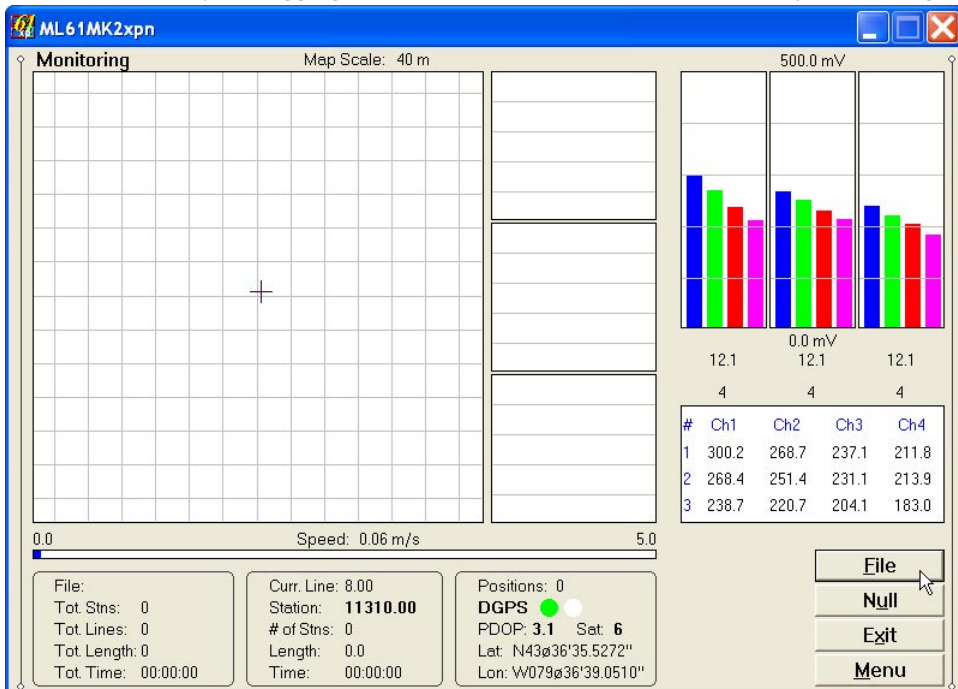 ML61MK2xpn
Monitoring
Map Scale: 40 m
500.0 mV
0.0 mV
12.1 12.1 12.1
4 4 4
# Ch1 Ch2 Ch3 Ch4
1 300.2 268.7 237.1 211.8
2 268.4 251.4 231.1 213.9
3 238.7 220.7 204.1 183.0
0.0 Speed: 0.06 m/s 5.0
File:
Tot. Stns: 0
Tot. Lines: 0
Tot. Length: 0
Tot. Time: 00:00:00
Curr. Line: 8.00
Station: 11310.00
# of Stns: 0
Length: 0.0
Time: 00:00:00
Positions: 0
DGPS
PDOP: 3.1 Sat: 6
Lat: N43ø36'35.5272"
Lon: W079ø36'39.0510"
File
Null
Exit
Menu